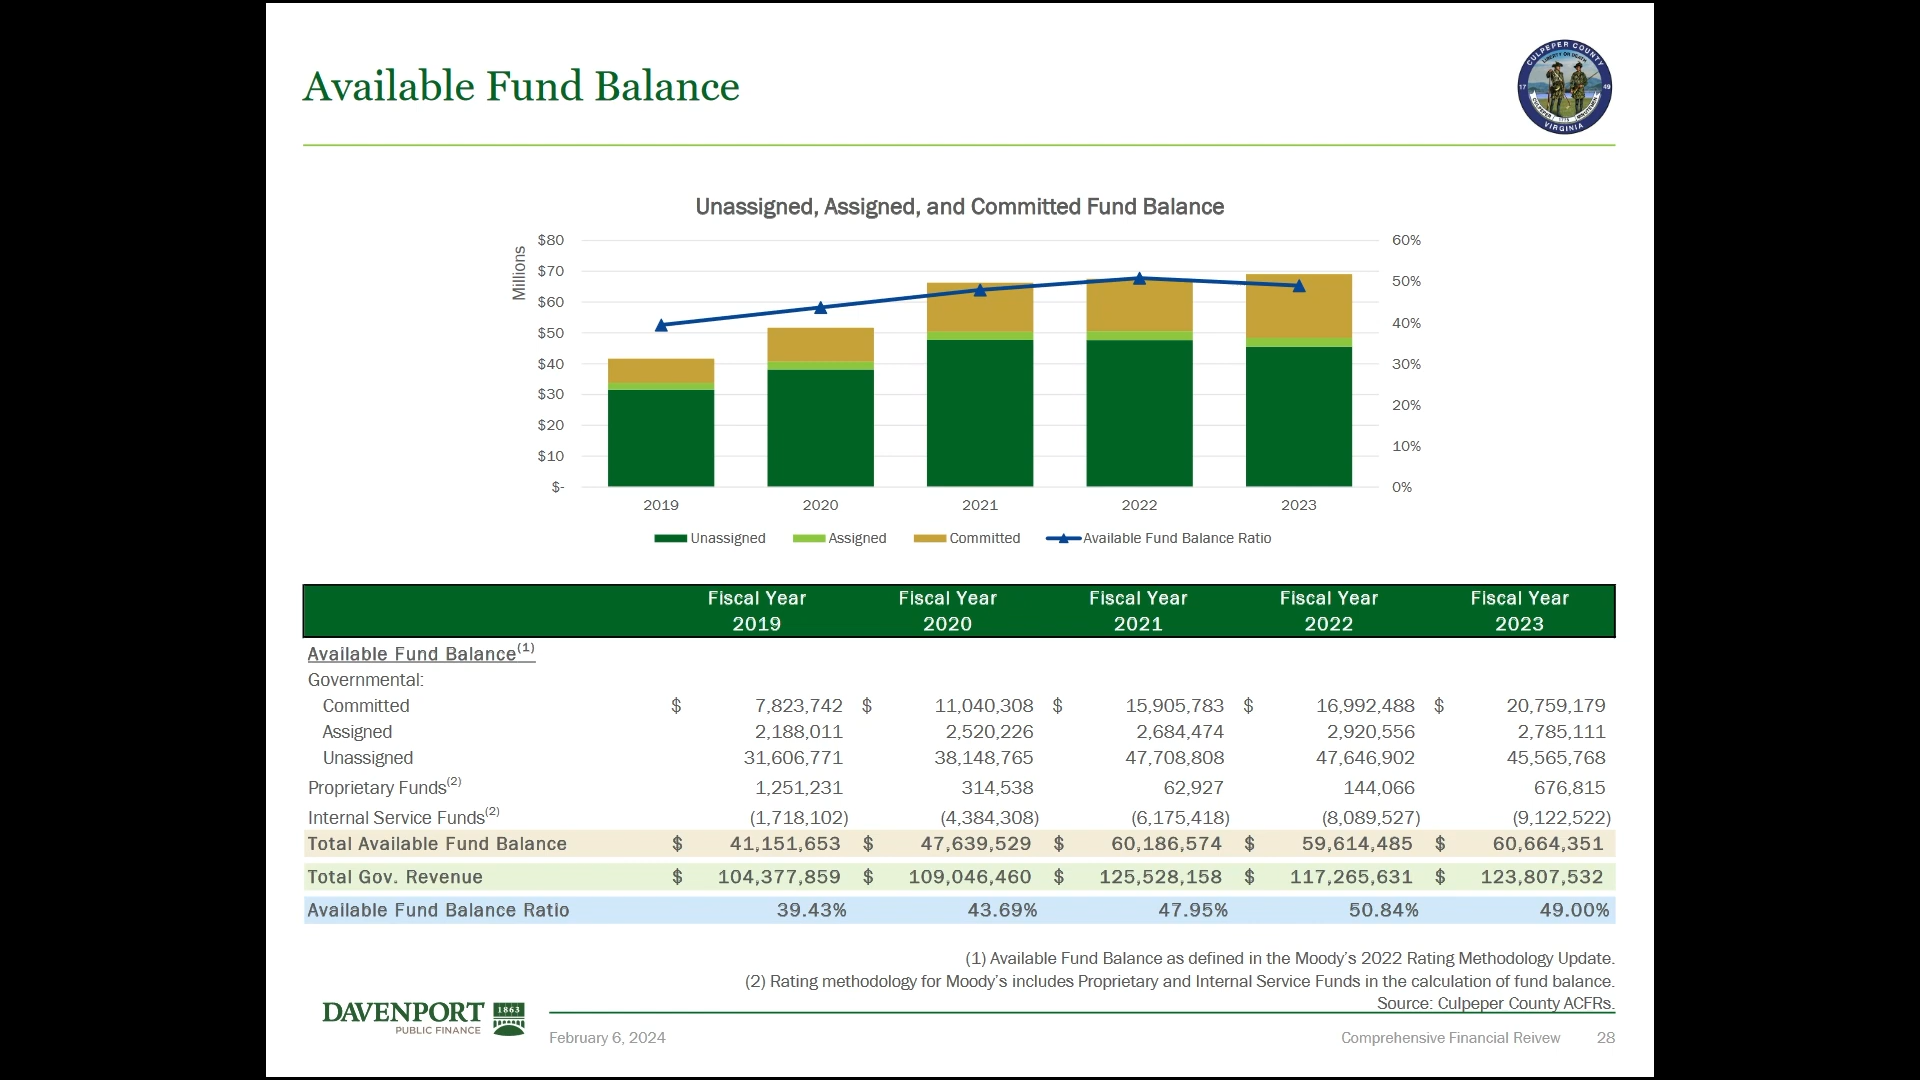 Available Fund Balance
CULPEPER COUNTY
17 49
VIRGINIA
Unassigned, Assigned, and Committed Fund Balance
Millions
$80 60%
$70
$60 50%
$50 40%
$40 30%
$30
$20 20%
$10 10%
$- 0%
2019 2020 2021 2022 2023
Unassigned Assigned Committed Available Fund Balance Ratio
Fiscal Year Fiscal Year Fiscal Year Fiscal Year Fiscal Year
2019 2020 2021 2022 2023
Available Fund Balance(1)
Governmental:
Committed $ 7,823,742 $ 11,040,308 $ 15,905,783 $ 16,992,488 $ 20,759,179
Assigned 2,188,011 2,520,226 2,684,474 2,920,556 2,785,111
Unassigned 31,606,771 38,148,765 47,708,808 47,646,902 45,565,768
Proprietary Funds(2) 1,251,231 314,538 62,927 144,066 676,815
Internal Service Funds(2) (1,718,102) (4,384,308) (6,175,418) (8,089,527) (9,122,522)
Total Available Fund Balance $ 41,151,653 $ 47,639,529 $ 60,186,574 $ 59,614,485 $ 60,664,351
Total Gov. Revenue $ 104,377,859 $ 109,046,460 $ 125,528,158 $ 117,265,631 $ 123,807,532
Available Fund Balance Ratio 39.43% 43.69% 47.95% 50.84% 49.00%
(1) Available Fund Balance as defined in the Moody's 2022 Rating Methodology Update.
(2) Rating methodology for Moody's includes Proprietary and Internal Service Funds in the calculation of fund balance.
Source: Culpeper County ACFRs.
DAVENPORT 1863
PUBLIC FINANCE
February 6, 2024 Comprehensive Financial Reivew 28